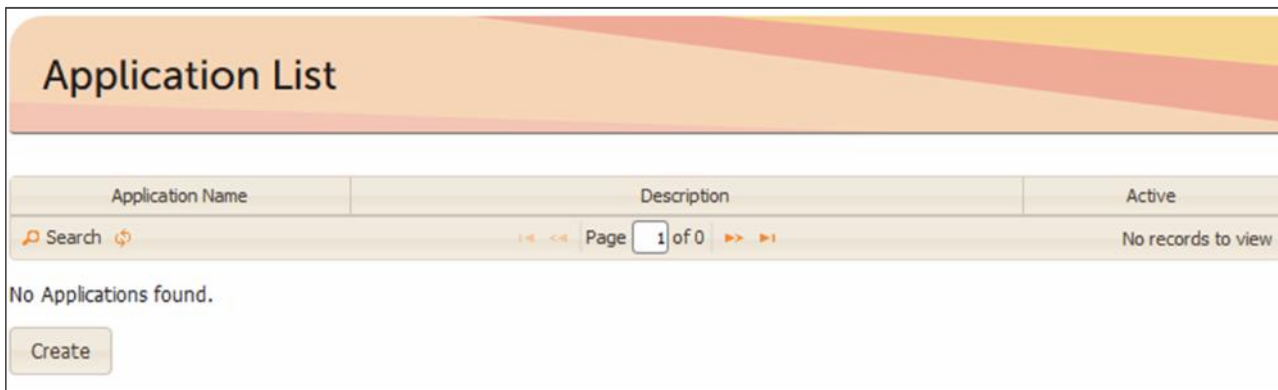 Application List
Application Name Description Active
Search Page 1 of 0 No records to view
No Applications found.
Create